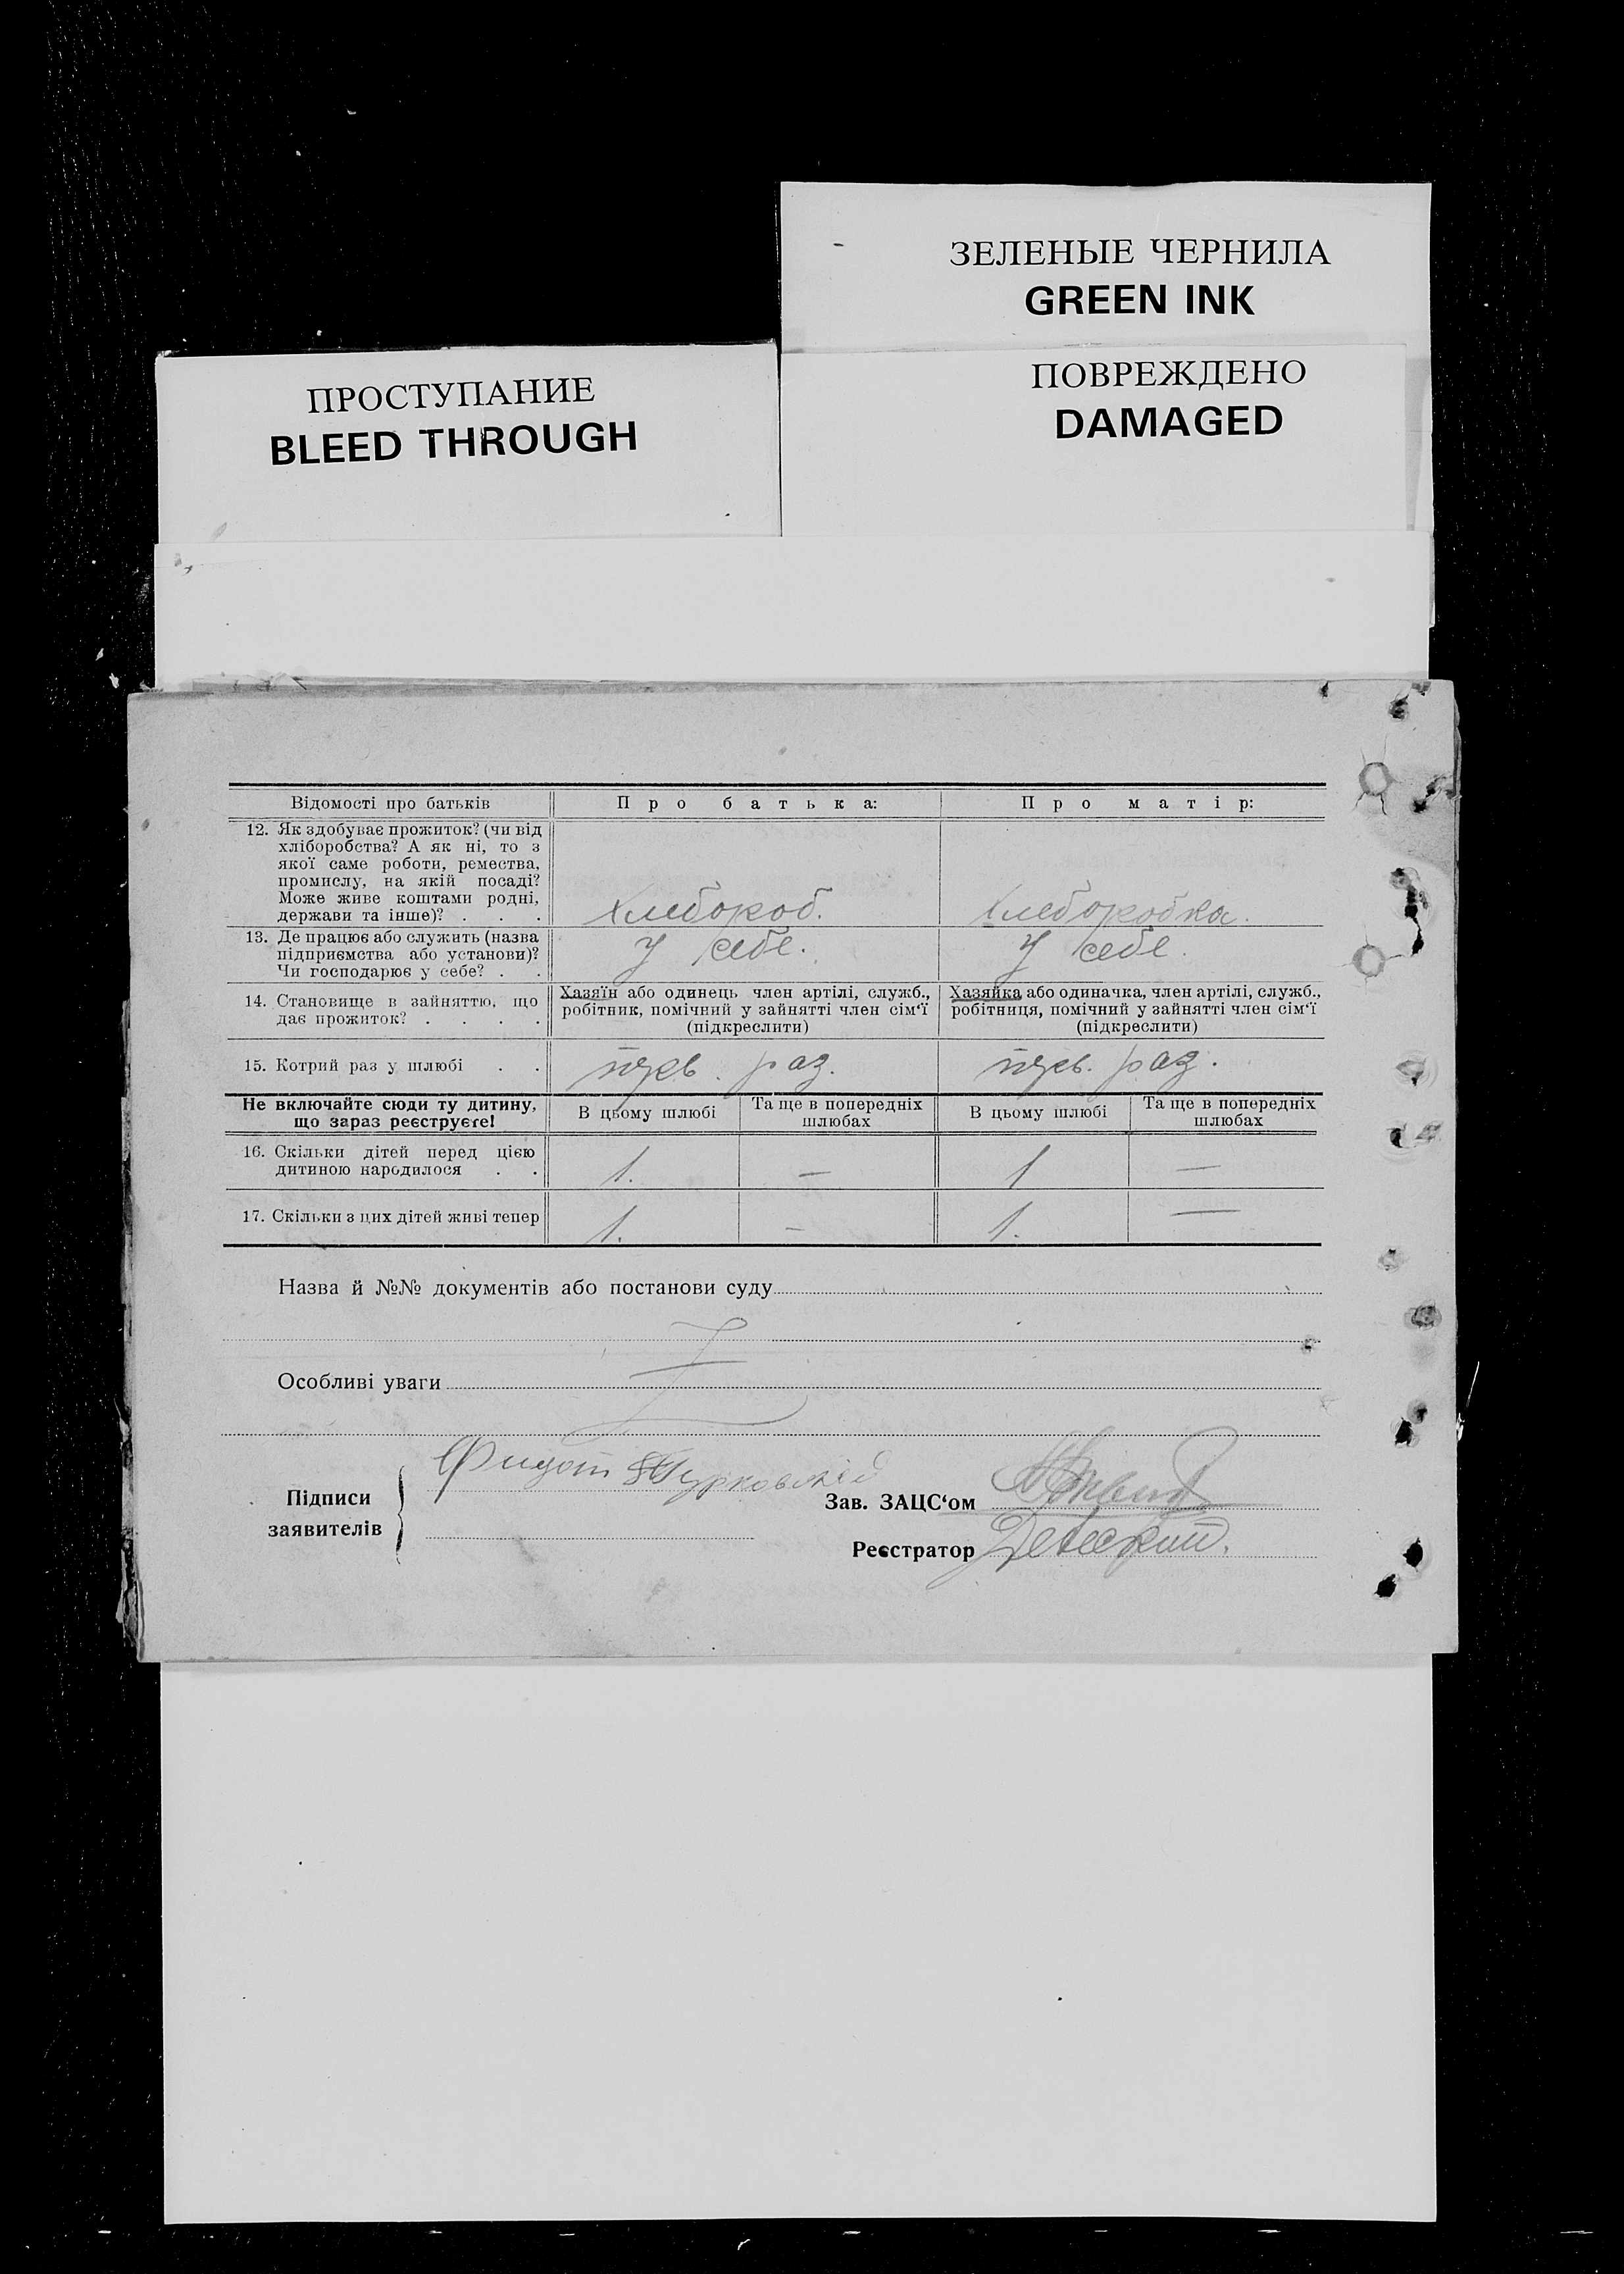 ЗЕЛЕНЫЕ ЧЕРНИЛА
GREEN INK
ПОВРЕЖДЕНО
DAMAGED
ПРОСТУПАНИЕ
BLEED THROUGH
Відомості про батьків
Про батька:
Про матір:
12. Як здобуває прожиток? (чи від
хліборобства? А як ні, то з
якої саме роботи, ремества,
промислу, на якій посаді?
Може живе коштами родні,
держави та інше)? . . .
Хлебороб.
Хлеборобка.
13. Де працює або служить (назва
підприємства або установи)?
Чи господарює у себе? . .
У себе.
У себе.
14. Становище в зайняттю, що
дає прожиток? . . . .
Хазяїн або одинець член артілі, служб.,
робітник, помічний у зайнятті член сім‘ї
(підкреслити)
Хазяйка або одиначка, член артілі, служб.,
робітниця, помічний у зайнятті член сім‘ї
(підкреслити)
15. Котрий раз у шлюбі . .
раз.
раз.
Не включайте сюди ту дитину,
що зараз реєструєте!
В цьому шлюбі
Та ще в попередніх
шлюбах
В цьому шлюбі
Та ще в попередніх
шлюбах
16. Скільки дітей перед цією
дитиною народилося . .
1.
—
1
—
17. Скільки з цих дітей живі тепер
1.
—
1.
—
Назва й №№ документів або постанови суду
Особливі уваги
Підписи
заявителів
Зав. ЗАЦС‘ом
Реєстратор